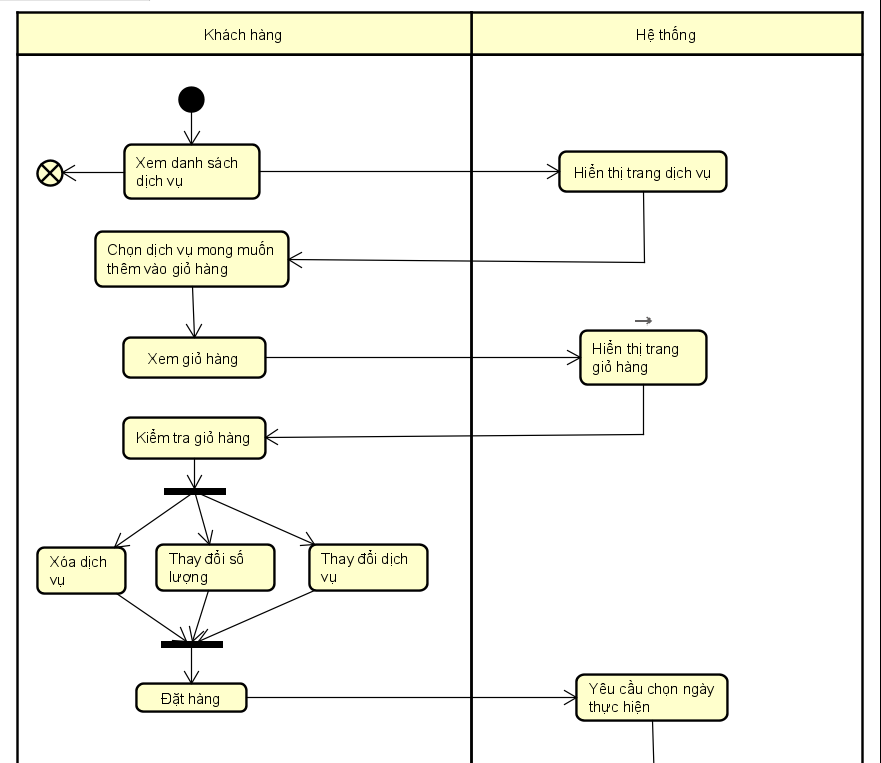 Khách hàng
Hệ thống
Xem danh sách
dịch vụ
Hiển thị trang dịch vụ
Chọn dịch vụ mong muốn
thêm vào giỏ hàng
Xem giỏ hàng
Hiển thị trang
giỏ hàng
Kiểm tra giỏ hàng
Xóa dịch
vụ
Thay đổi số
lượng
Thay đổi dịch
vụ
Đặt hàng
Yêu cầu chọn ngày
thực hiện